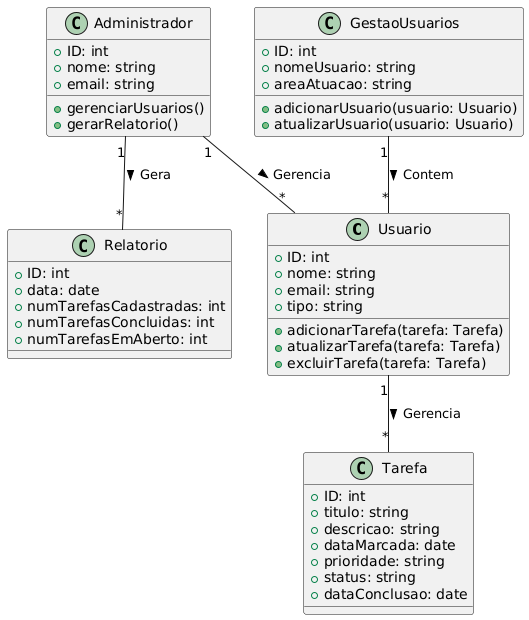 C Administrador
ID: int
nome: string
email: string
gerenciarUsuarios()
gerarRelatorio()
C GestaoUsuarios
ID: int
nomeUsuario: string
areaAtuacao: string
adicionarUsuario(usuario: Usuario)
atualizarUsuario(usuario: Usuario)
1
Gera
*
1
Gerencia
*
1
Contem
*
C Relatorio
ID: int
data: date
numTarefasCadastradas: int
numTarefasConcluidas: int
numTarefasEmAberto: int
C Usuario
ID: int
nome: string
email: string
tipo: string
adicionarTarefa(tarefa: Tarefa)
atualizarTarefa(tarefa: Tarefa)
excluirTarefa(tarefa: Tarefa)
1
Gerencia
*
C Tarefa
ID: int
titulo: string
descricao: string
dataMarcada: date
prioridade: string
status: string
dataConclusao: date